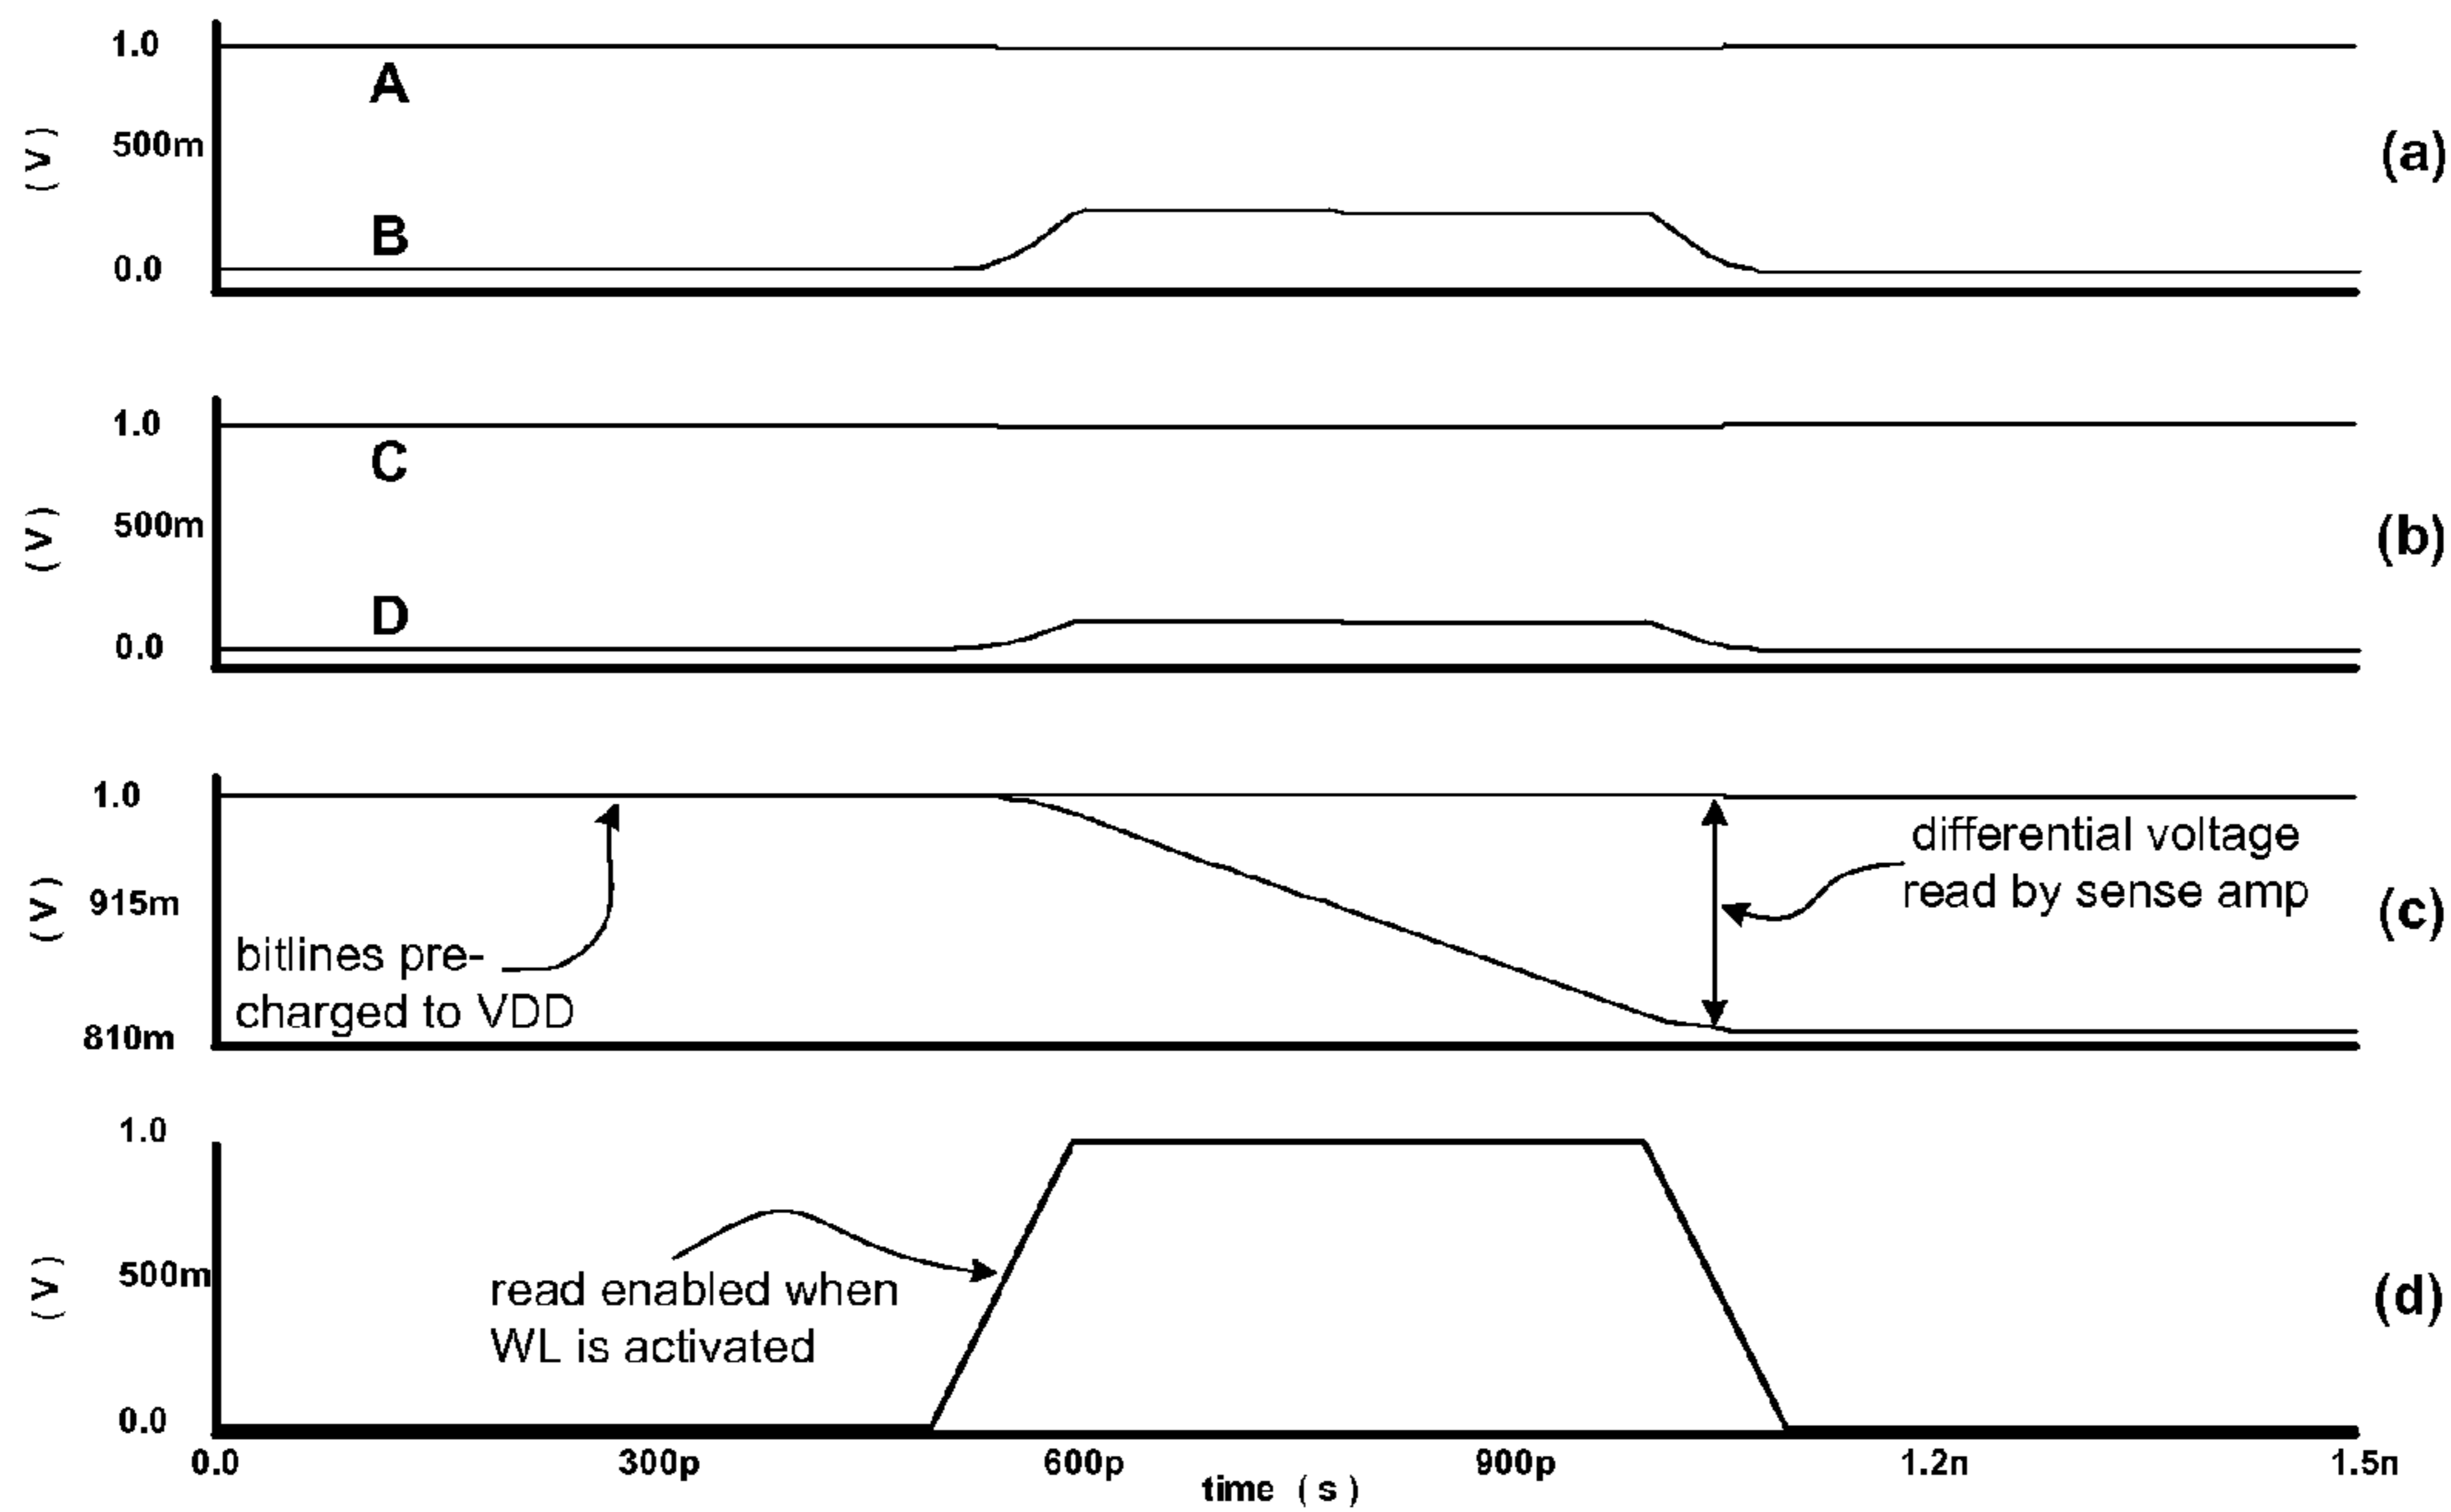 1.0
A
500m
(V)
(a)
B
0.0
1.0
C
500m
(V)
(b)
D
0.0
1.0
differential voltage
read by sense amp
915m
(V)
(c)
bitlines pre-
charged to VDD
810m
1.0
500m
(V)
(d)
read enabled when
WL is activated
0.0
0.0 300p 600p 900p 1.2n 1.5n
time (s)